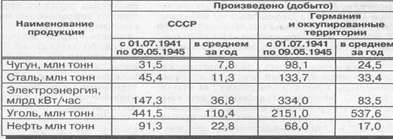 Наименование продукции
Произведено (добыто)
СССР
Германия и оккупированные территории
с 01.07.1941 по 09.05.1945
в среднем за год
с 01.07.1941 по 09.05.1945
в среднем за год
Чугун, млн тонн 31,5 7,8 98,1 24,5
Сталь, млн тонн 45,4 11,3 133,7 33,4
Электроэнергия,
млрд кВт/час 147,3 36,8 334,0 83,5
Уголь, млн тонн 441,5 110,4 2151,0 537,6
Нефть млн тонн 91,3 22,8 68,0 17,0